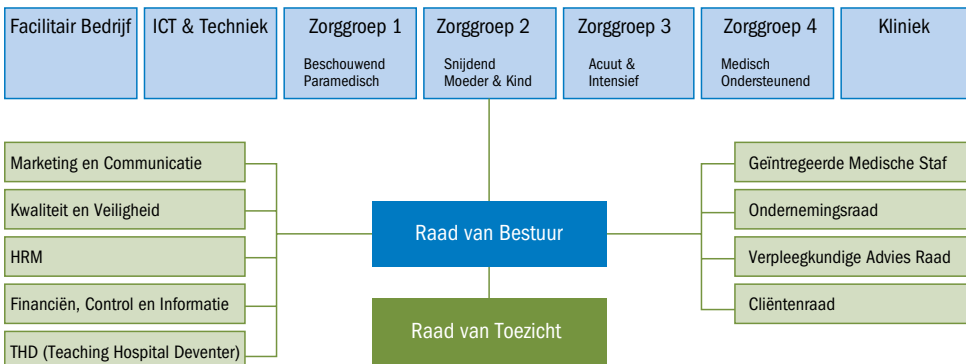 Facilitair Bedrijf
ICT & Techniek
Zorggroep 1
Beschouwend
Paramedisch
Zorggroep 2
Snijdend
Moeder & Kind
Zorggroep 3
Acuut &
Intensief
Zorggroep 4
Medisch
Ondersteunend
Kliniek
Marketing en Communicatie
Kwaliteit en Veiligheid
HRM
Financiën, Control en Informatie
THD (Teaching Hospital Deventer)
Raad van Bestuur
Raad van Toezicht
Geïntregeerde Medische Staf
Ondernemingsraad
Verpleegkundige Advies Raad
Cliëntenraad